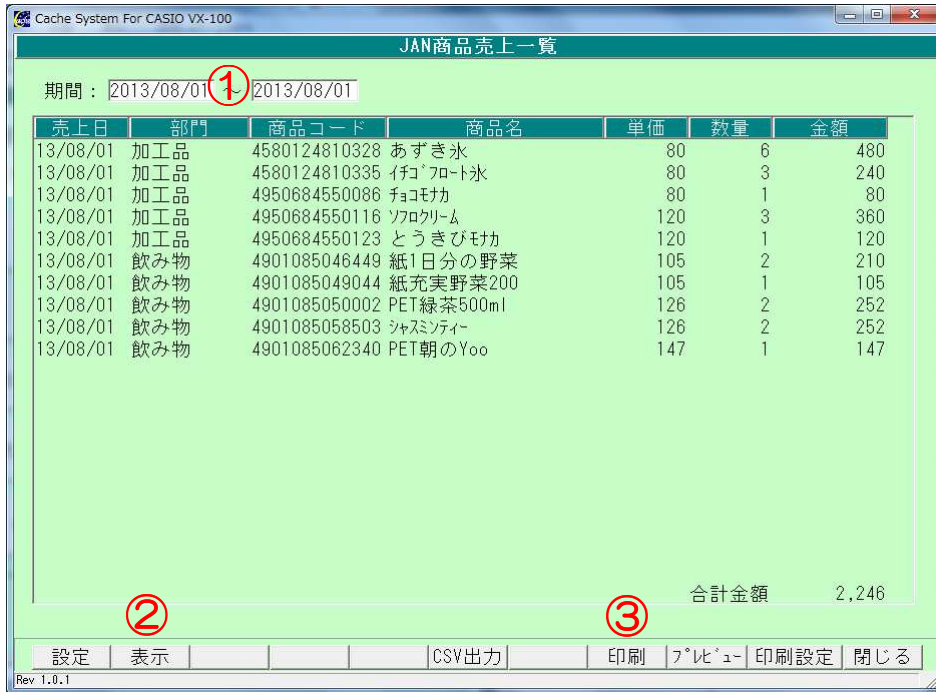 Cache System For CASIO VX-100
JAN商品売上一覧
期間： 2013/08/01 ① ～ 2013/08/01
売上日 部門 商品コード 商品名 単価 数量 金額
13/08/01 加工品 4580124810328 あずき氷 80 6 480
13/08/01 加工品 4580124810335 ｲﾁｺﾞﾌﾛｰﾄ氷 80 3 240
13/08/01 加工品 4950684550086 ﾁｮｺﾓﾅｶ 80 1 80
13/08/01 加工品 4950684550116 ｿﾌﾛｸﾘｰﾑ 120 3 360
13/08/01 加工品 4950684550123 とうきびﾓﾅｶ 120 1 120
13/08/01 飲み物 4901085046449 紙1日分の野菜 105 2 210
13/08/01 飲み物 4901085049044 紙充実野菜200 105 1 105
13/08/01 飲み物 4901085050002 PET緑茶500ml 126 2 252
13/08/01 飲み物 4901085058503 ｼﾞｬｽﾐﾝﾃｨｰ 126 2 252
13/08/01 飲み物 4901085062340 PET朝のYoo 147 1 147
合計金額 2,246
② ③
設定 表示 CSV出力 印刷 ﾌﾟﾚﾋﾞｭｰ 印刷設定 閉じる
Rev 1.0.1